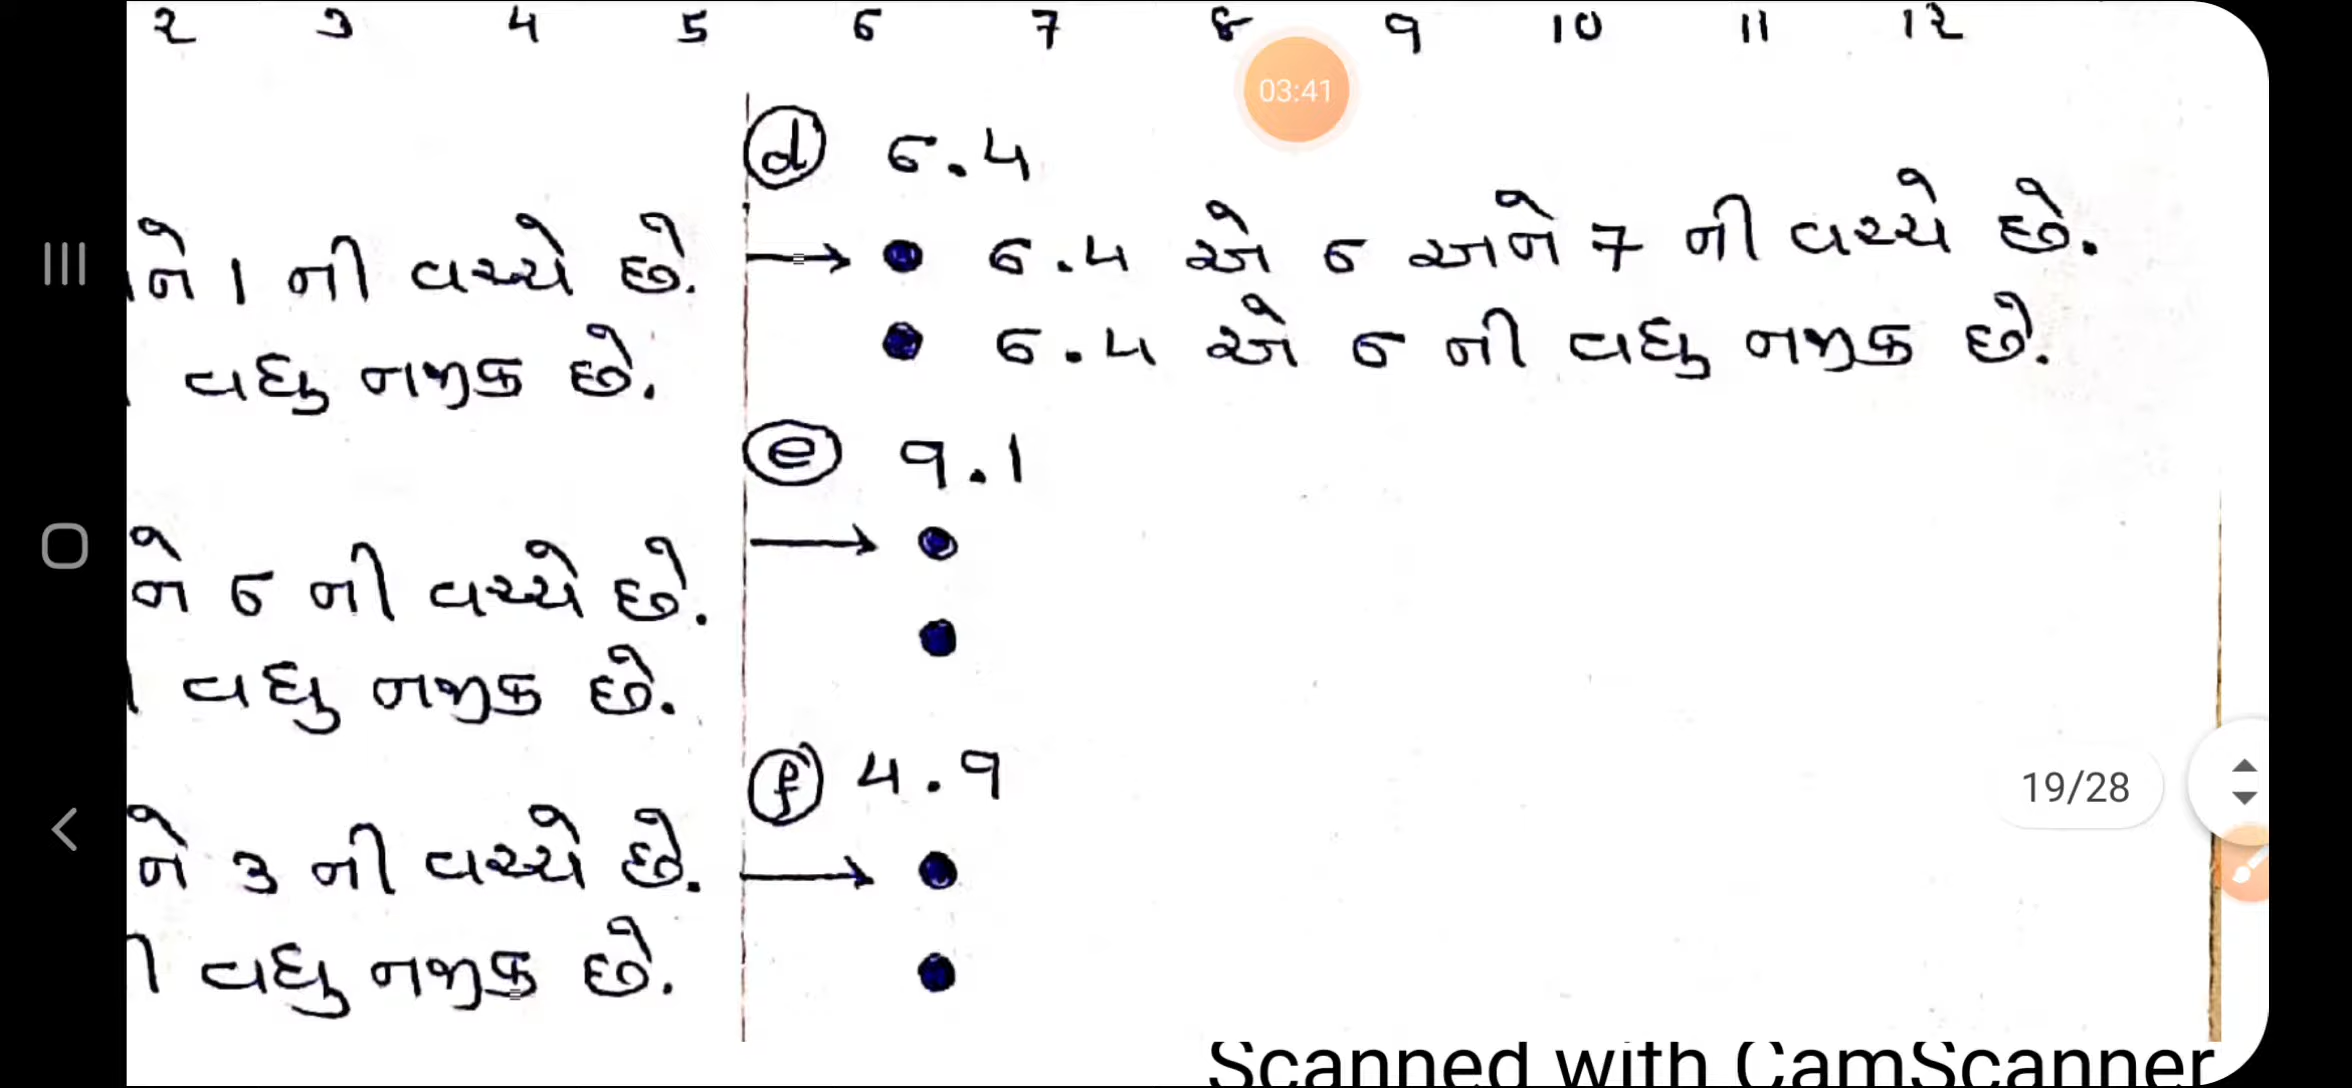 2 3 4 5 6 7 8 9 10 11 12
03:41
ને 1 ની વચ્ચે છે.
વધુ નજીક છે.
ને 6 ની વચ્ચે છે.
વધુ નજીક છે.
ને 3 ની વચ્ચે છે.
વધુ નજીક છે.
d 6.4
→ • 6.4 એ 6 અને 7 ની વચ્ચે છે.
• 6.4 એ 6 ની વધુ નજીક છે.
e 9.1
f 4.9
19/28
Scanned with CamScanner